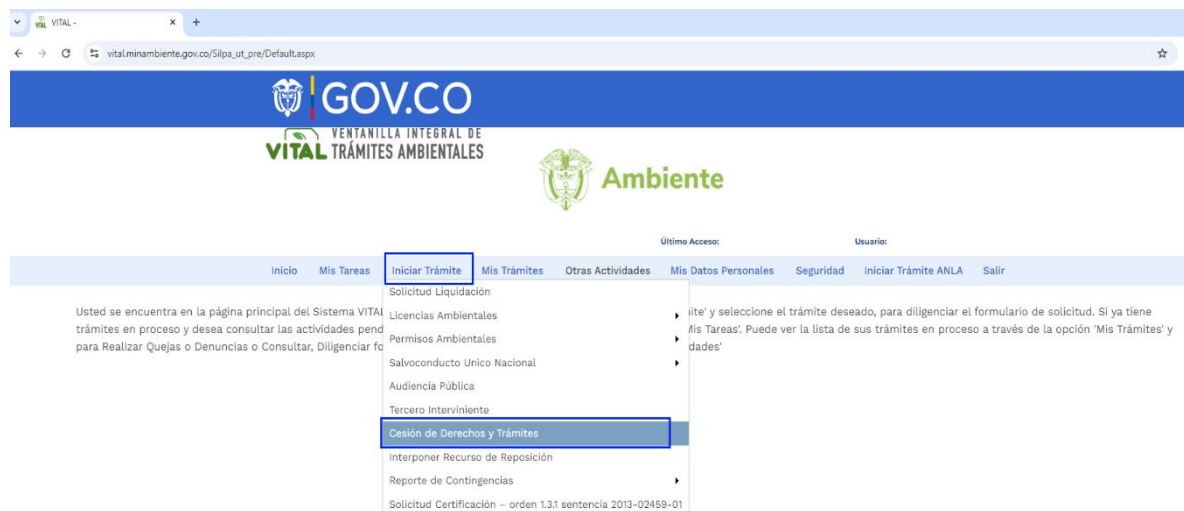 VITAL -
vital.minambiente.gov.co/Silpa_ut_pre/Default.aspx
GOV.CO
VITAL VENTANILLA INTEGRAL DE
TRÁMITES AMBIENTALES
Ambiente
Último Acceso: Usuario:
Inicio Mis Tareas Iniciar Trámite Mis Trámites Otras Actividades Mis Datos Personales Seguridad Iniciar Trámite ANLA Salir
Solicitud Liquidación
Licencias Ambientales
Permisos Ambientales
Salvoconducto Unico Nacional
Audiencia Pública
Tercero Interviniente
Cesión de Derechos y Trámites
Interponer Recurso de Reposición
Reporte de Contingencias
Solicitud Certificación – orden 1.3.1 sentencia 2013-02459-01
Usted se encuentra en la página principal del Sistema VITAL y seleccione el trámite deseado, para diligenciar el formulario de solicitud. Si ya tiene
trámites en proceso y desea consultar las actividades Mis Tareas'. Puede ver la lista de sus trámites en proceso a través de la opción 'Mis Trámites' y
para Realizar Quejas o Denuncias o Consultar, Diligenciar